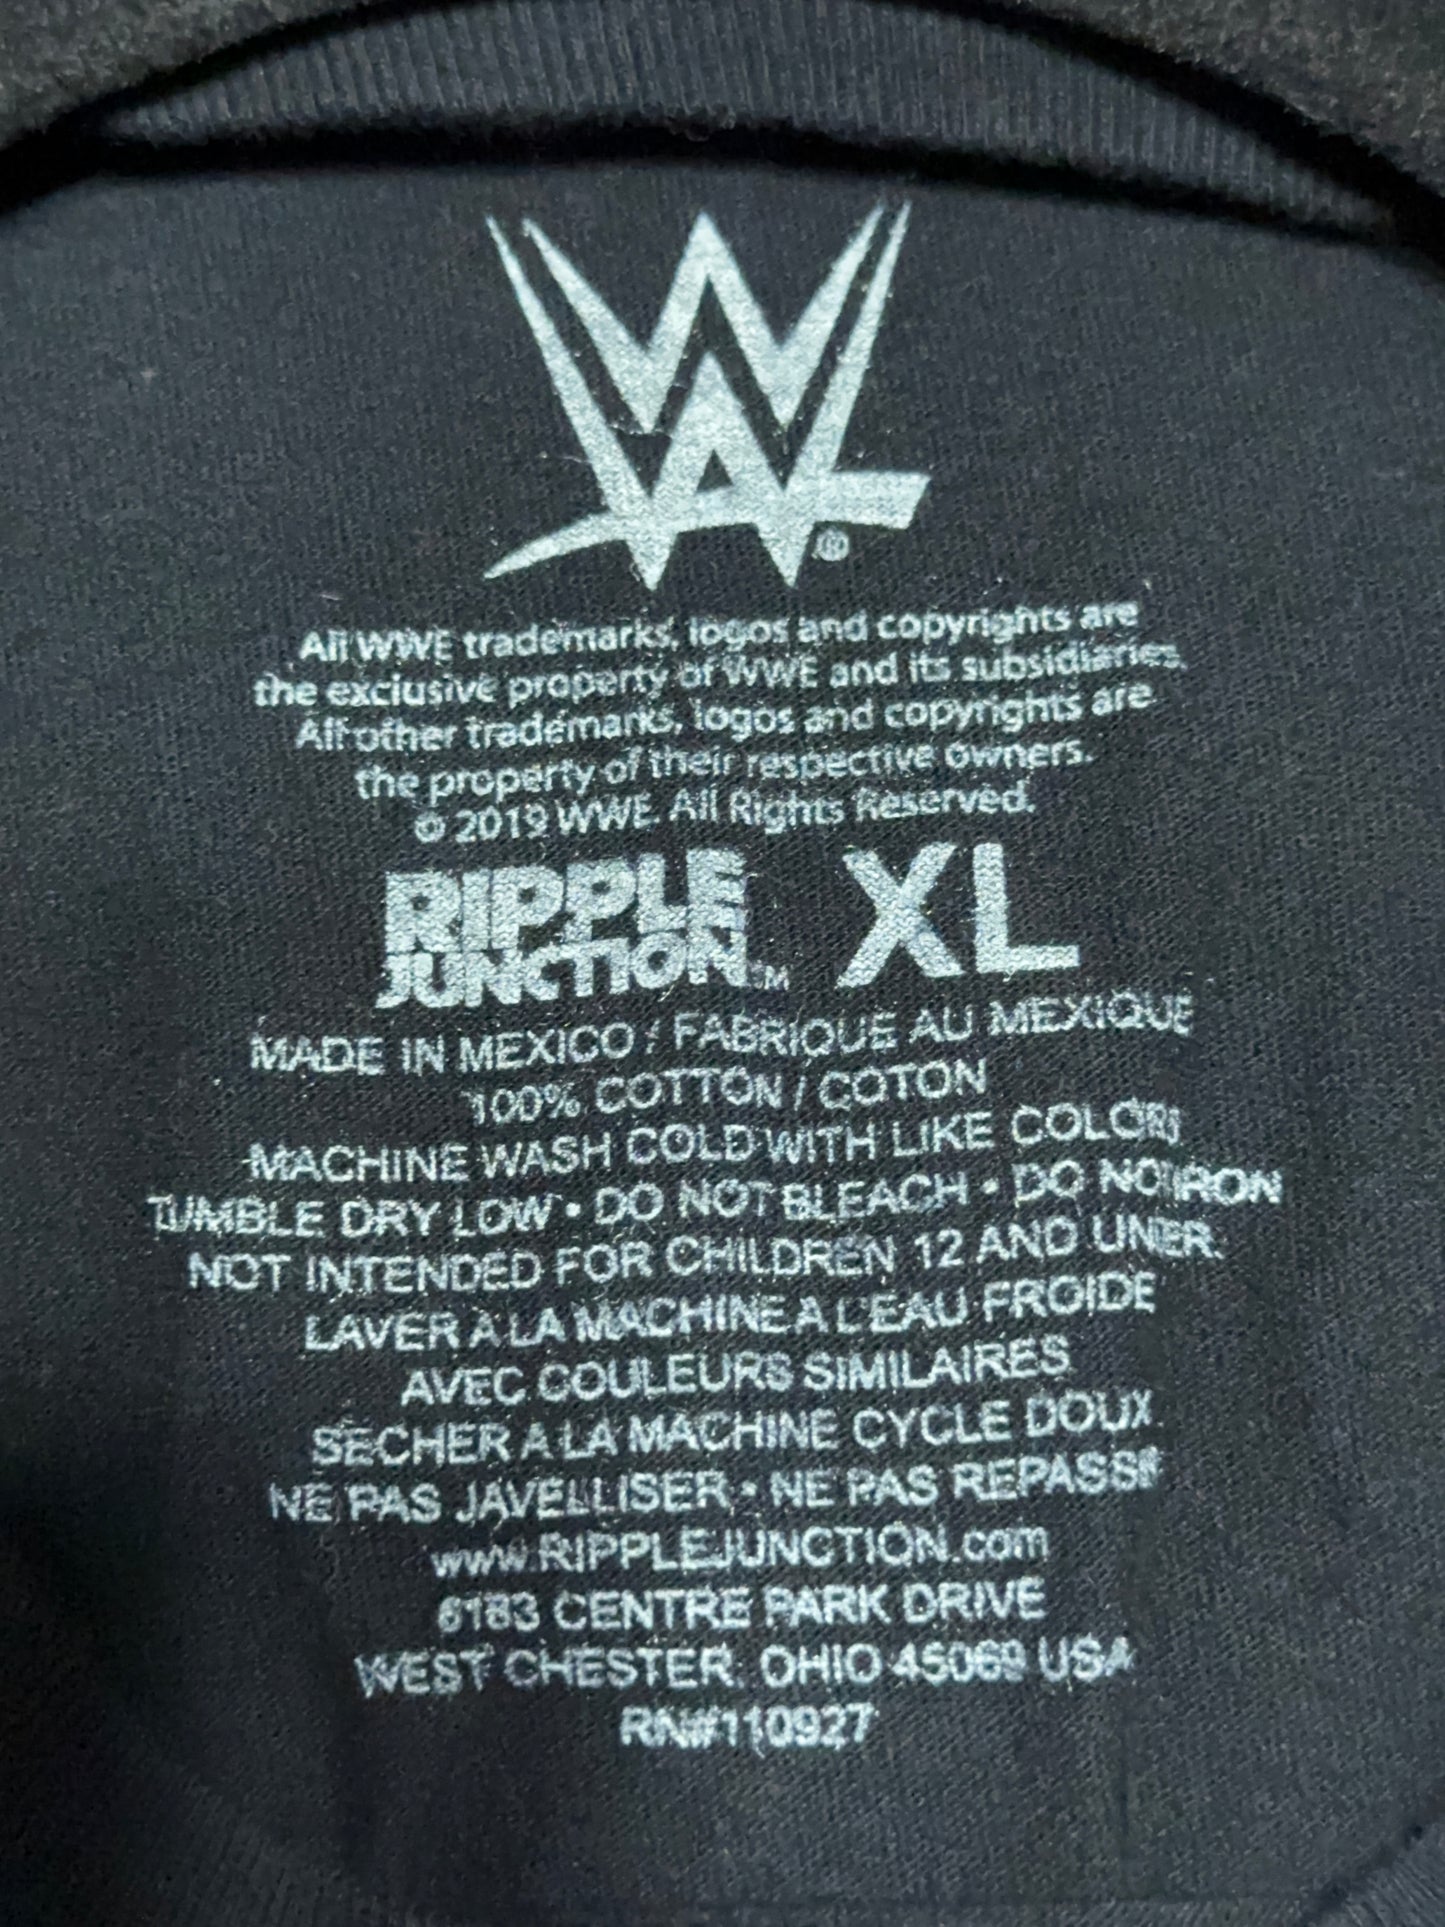 W
®
All WWE trademarks, logos and copyrights are
the exclusive property of WWE and its subsidiaries.
All other trademarks, logos and copyrights are
the property of their respective owners.
© 2019 WWE. All Rights Reserved.
RIPPLE
JUNCTION SM XL
MADE IN MEXICO / FABRIQUE AU MEXIQUE
100% COTTON / COTON
MACHINE WASH COLD WITH LIKE COLORS
TUMBLE DRY LOW • DO NOT BLEACH • DO NOT IRON
NOT INTENDED FOR CHILDREN 12 AND UNDER.
LAVER A LA MACHINE A L'EAU FROIDE
AVEC COULEURS SIMILAIRES
SECHER A LA MACHINE CYCLE DOUX
NE PAS JAVELLISER • NE PAS REPASSER
www.RIPPLEJUNCTION.com
6183 CENTRE PARK DRIVE
WEST CHESTER, OHIO 45069 USA
RN#110927